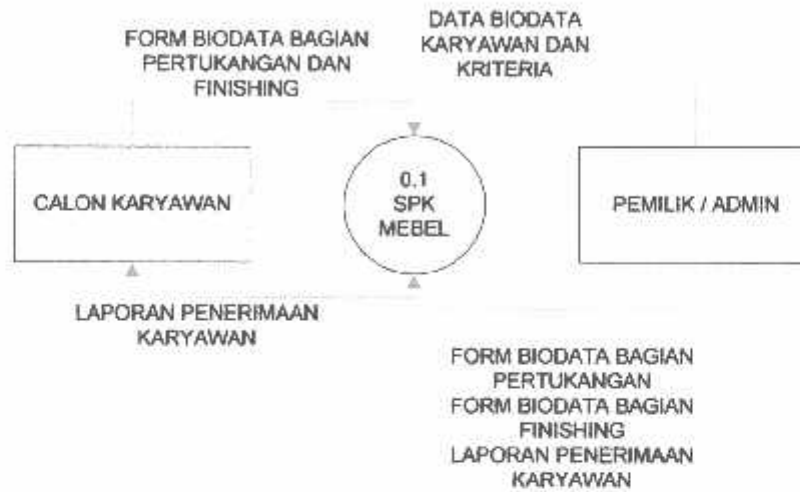 FORM BIODATA BAGIAN
PERTUKANGAN DAN
FINISHING
DATA BIODATA
KARYAWAN DAN
KRITERIA
CALON KARYAWAN
0.1
SPK
MEBEL
PEMILIK / ADMIN
LAPORAN PENERIMAAN
KARYAWAN
FORM BIODATA BAGIAN
PERTUKANGAN
FORM BIODATA BAGIAN
FINISHING
LAPORAN PENERIMAAN
KARYAWAN